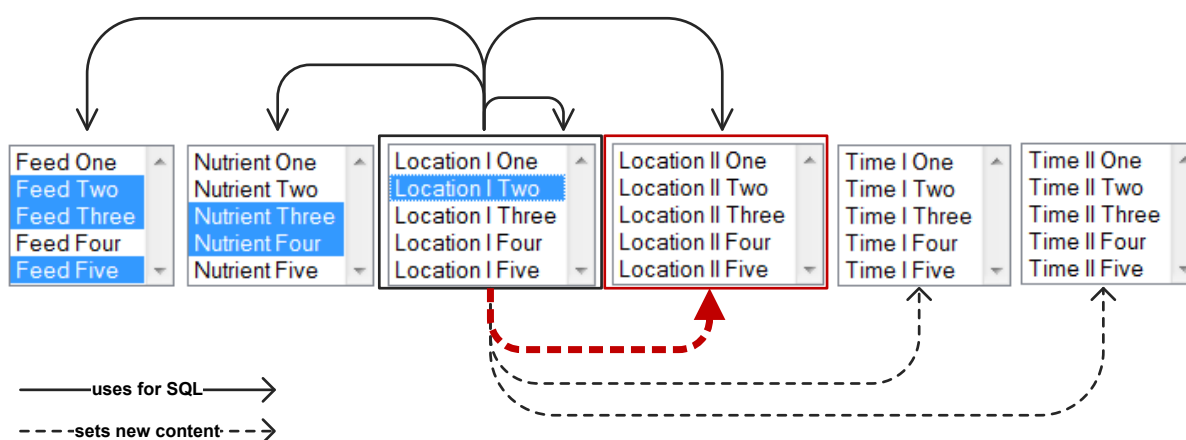 Feed One
Feed Two
Feed Three
Feed Four
Feed Five
Nutrient One
Nutrient Two
Nutrient Three
Nutrient Four
Nutrient Five
Location I One
Location I Two
Location I Three
Location I Four
Location I Five
Location II One
Location II Two
Location II Three
Location II Four
Location II Five
Time I One
Time I Two
Time I Three
Time I Four
Time I Five
Time II One
Time II Two
Time II Three
Time II Four
Time II Five
uses for SQL
sets new content